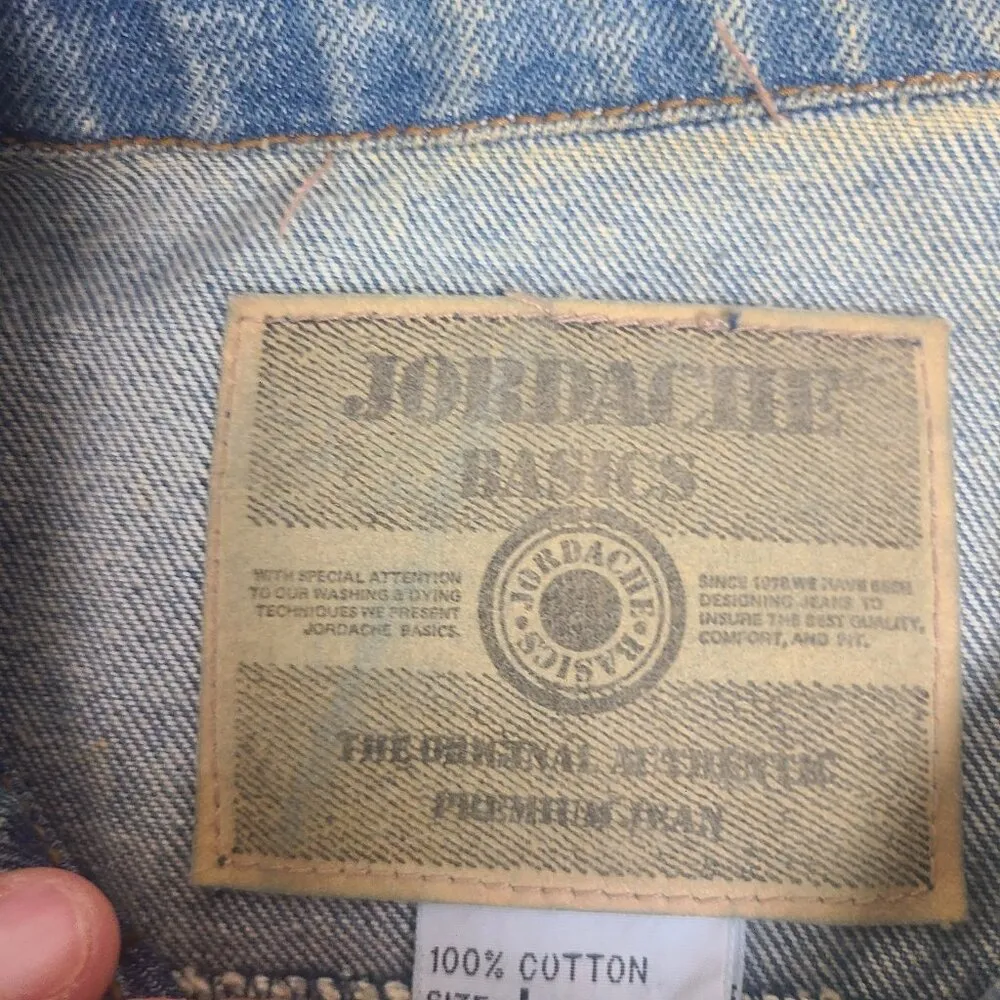 JORDACHE
BASICS
WITH SPECIAL ATTENTION
TO OUR WASHING & DYING
TECHNIQUES WE PRESENT
JORDACHE BASICS.
JORDACHE • BASICS •
SINCE 1978 WE HAVE BEEN
DESIGNING JEANS TO
INSURE THE BEST QUALITY,
COMFORT, AND FIT.
THE ORIGINAL AUTHENTIC
PREMIUM JEAN
100% COTTON
SIZE L